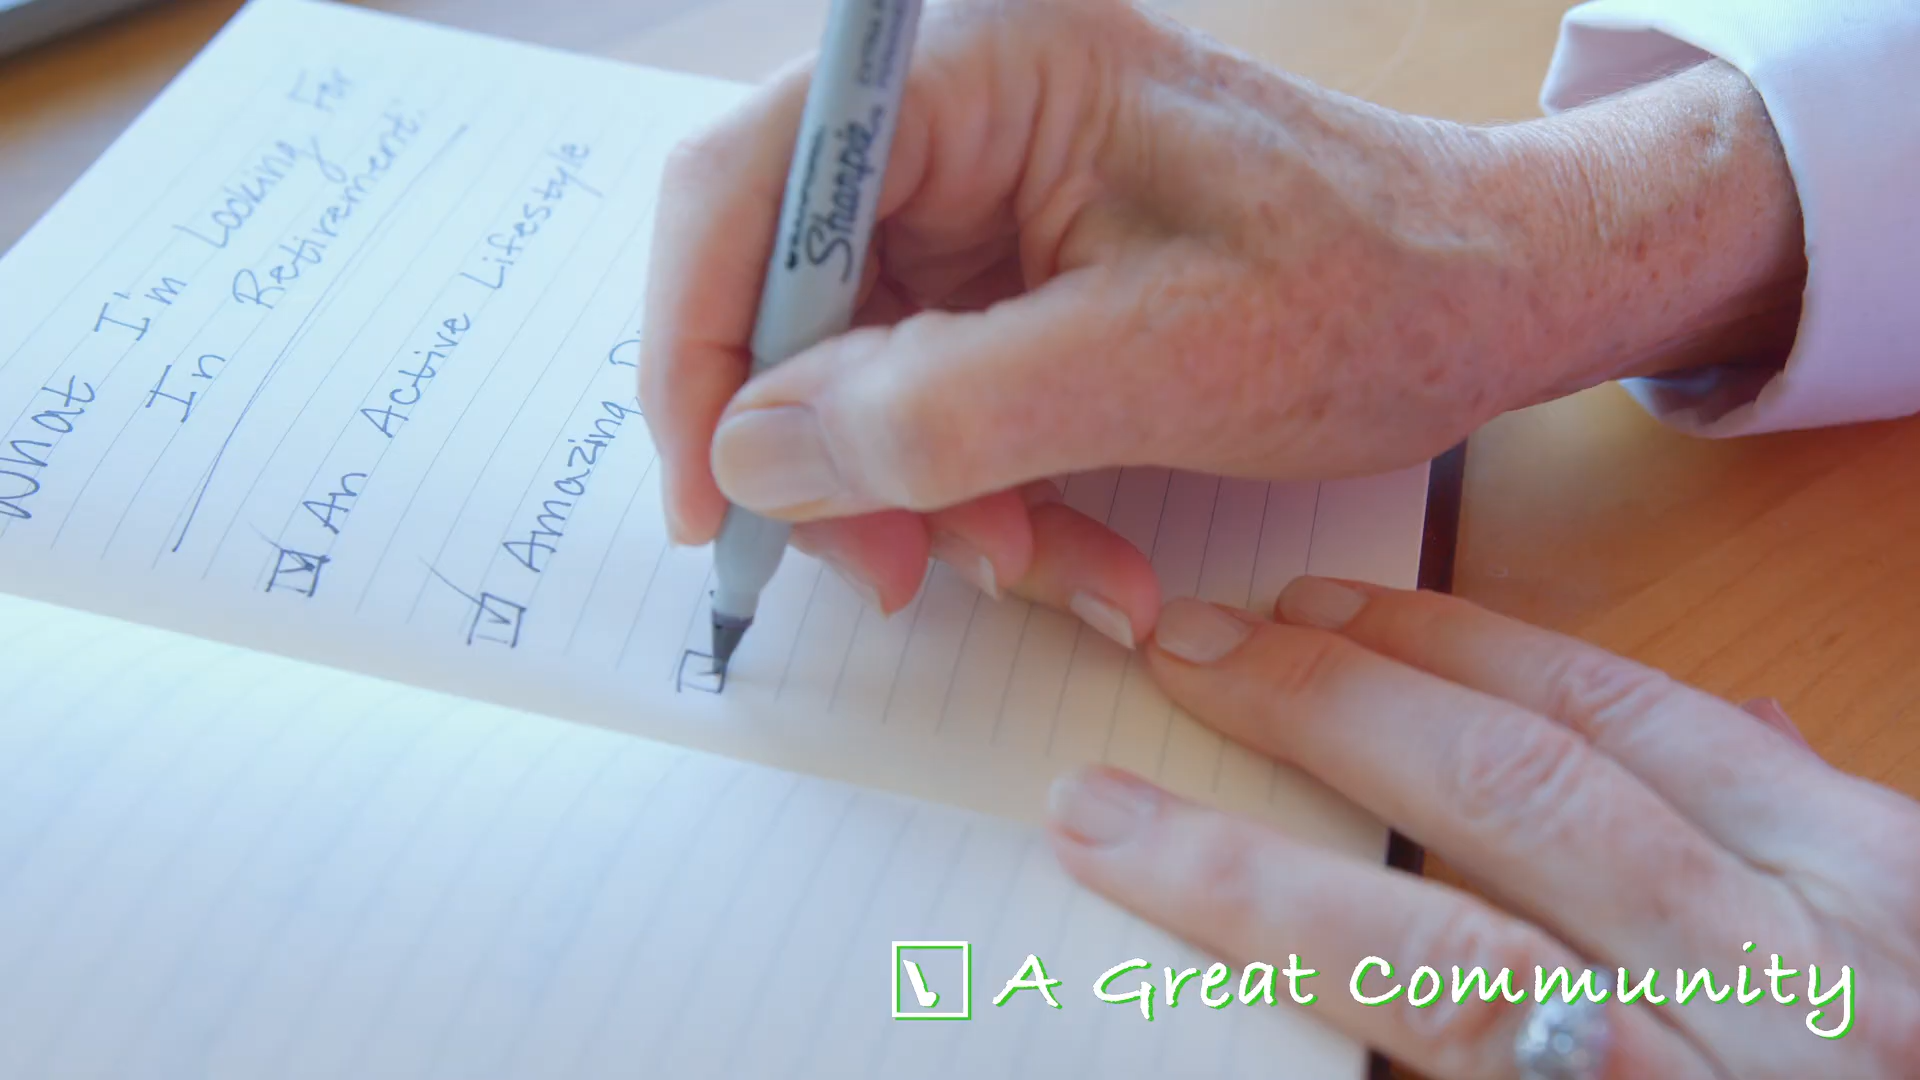 What I'm Looking For
In Retirement:
An Active Lifestyle
Amazing
Sharpie
A Great Community